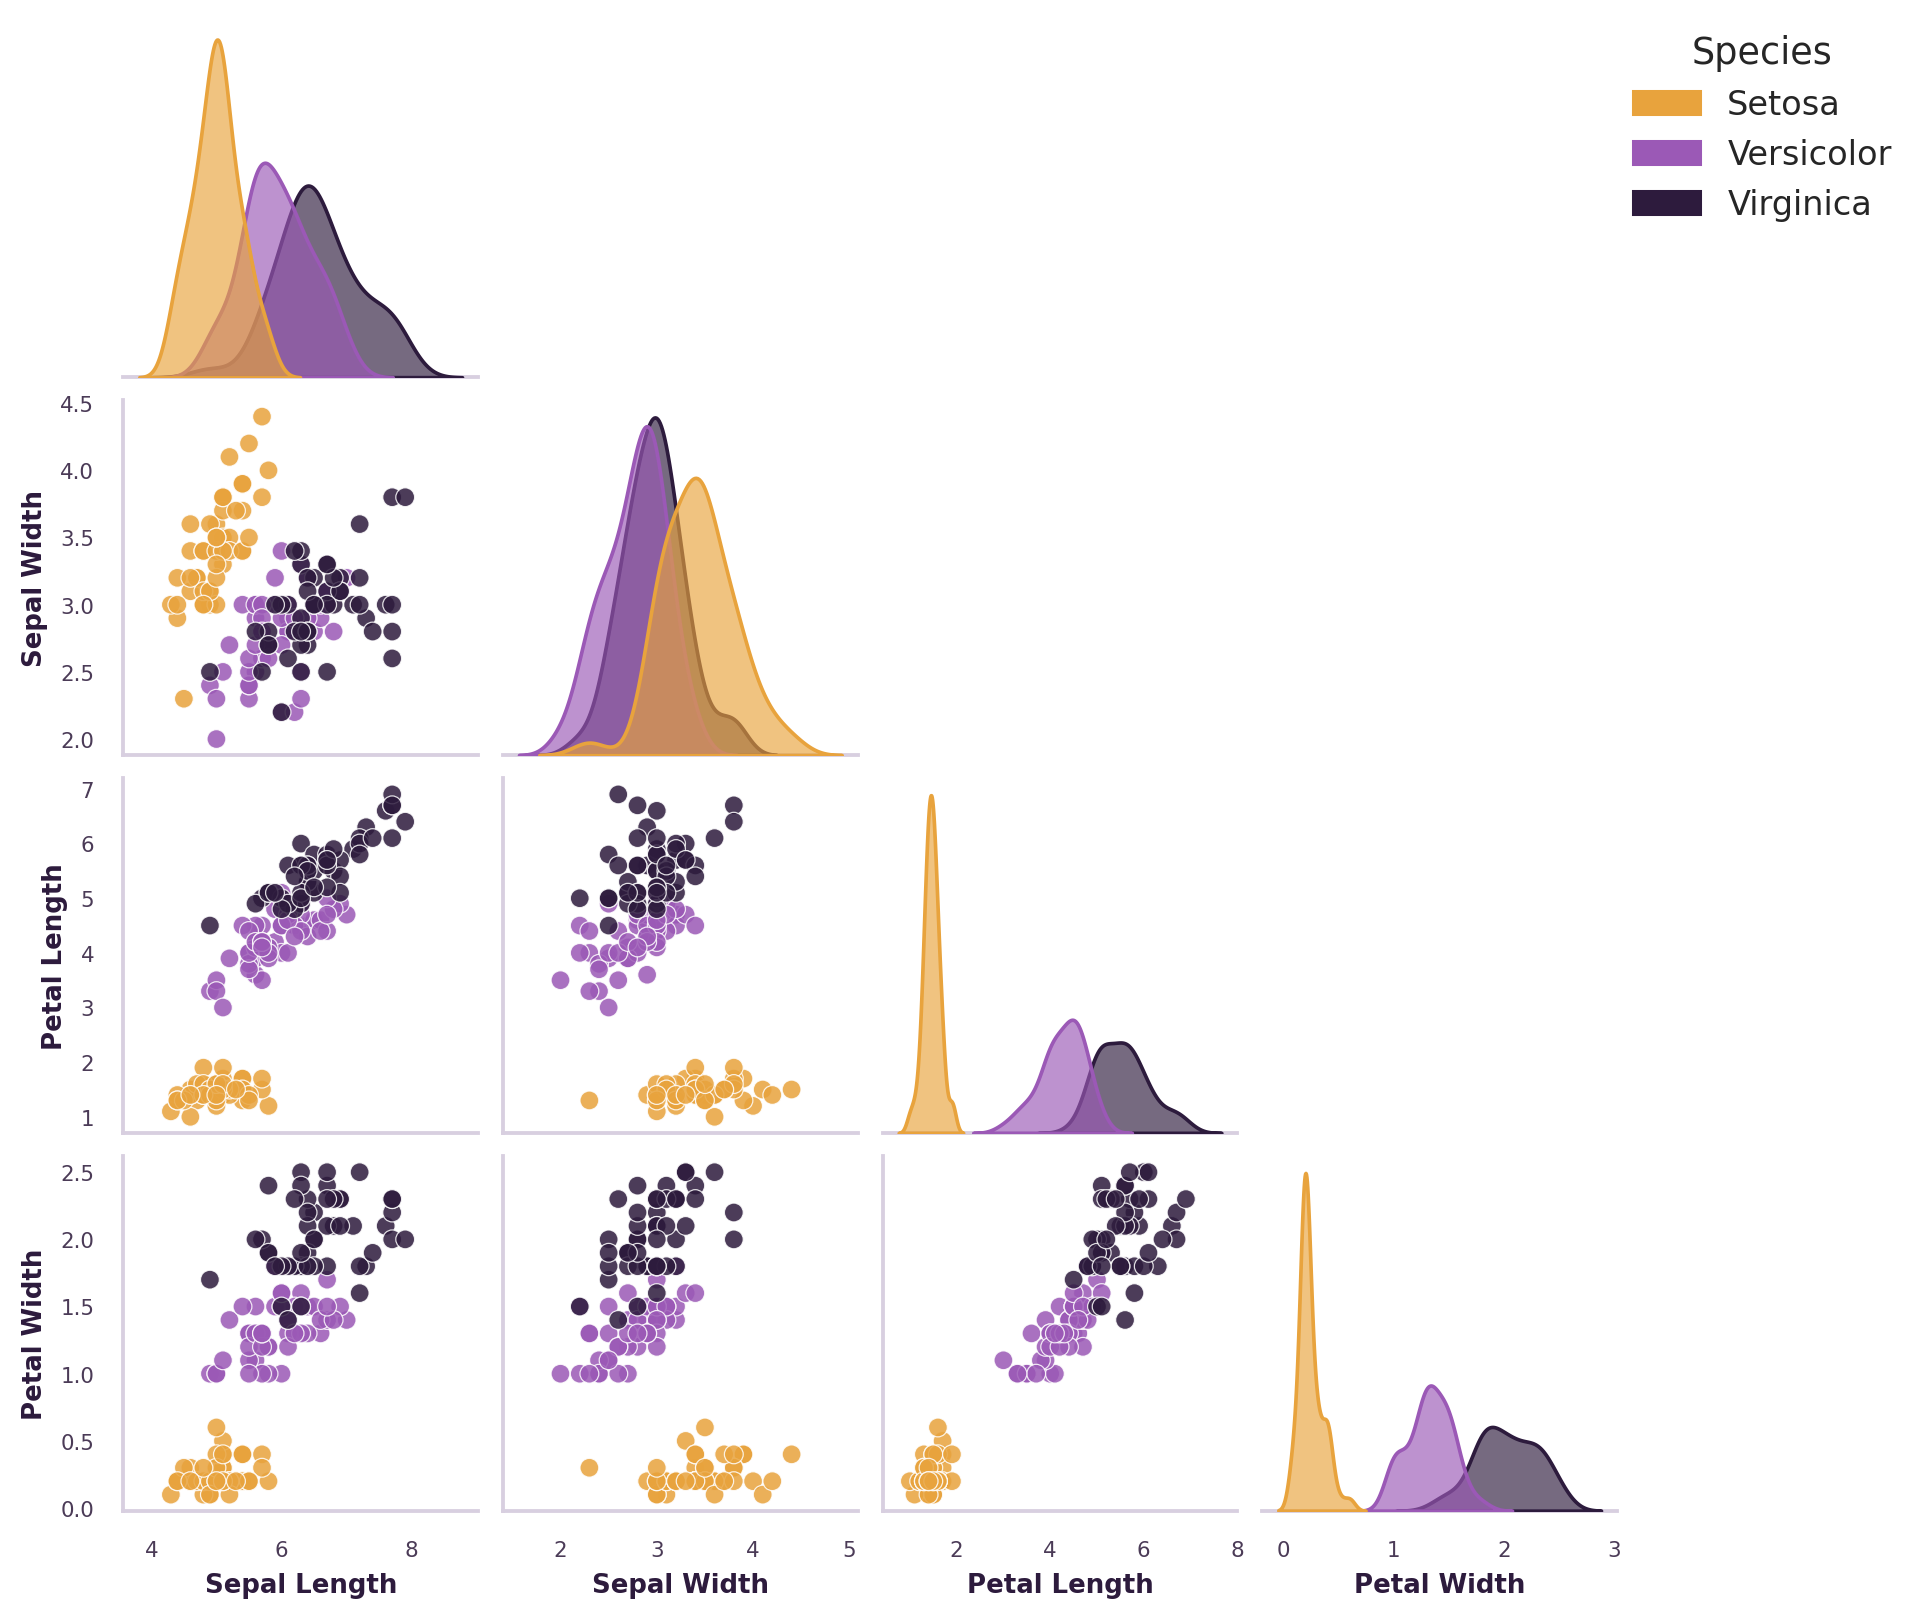 Species
Setosa
Versicolor
Virginica
4.5
4.0
3.5
3.0
2.5
2.0
Sepal Width
7
6
5
4
3
2
1
Petal Length
2.5
2.0
1.5
1.0
0.5
0.0
Petal Width
4 6 8
2 3 4 5
2 4 6 8
0 1 2 3
Sepal Length
Sepal Width
Petal Length
Petal Width